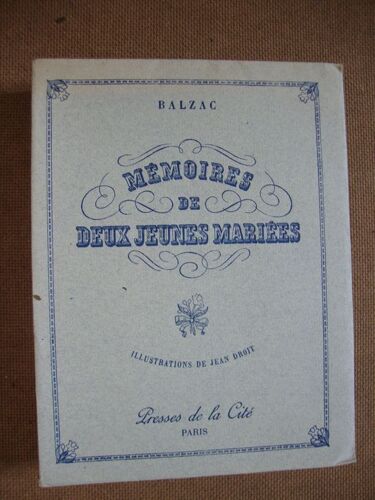 BALZAC
MÉMOIRES
DE
DEUX JEUNES MARIÉES
ILLUSTRATIONS DE JEAN DROIT
Presses de la Cité
PARIS